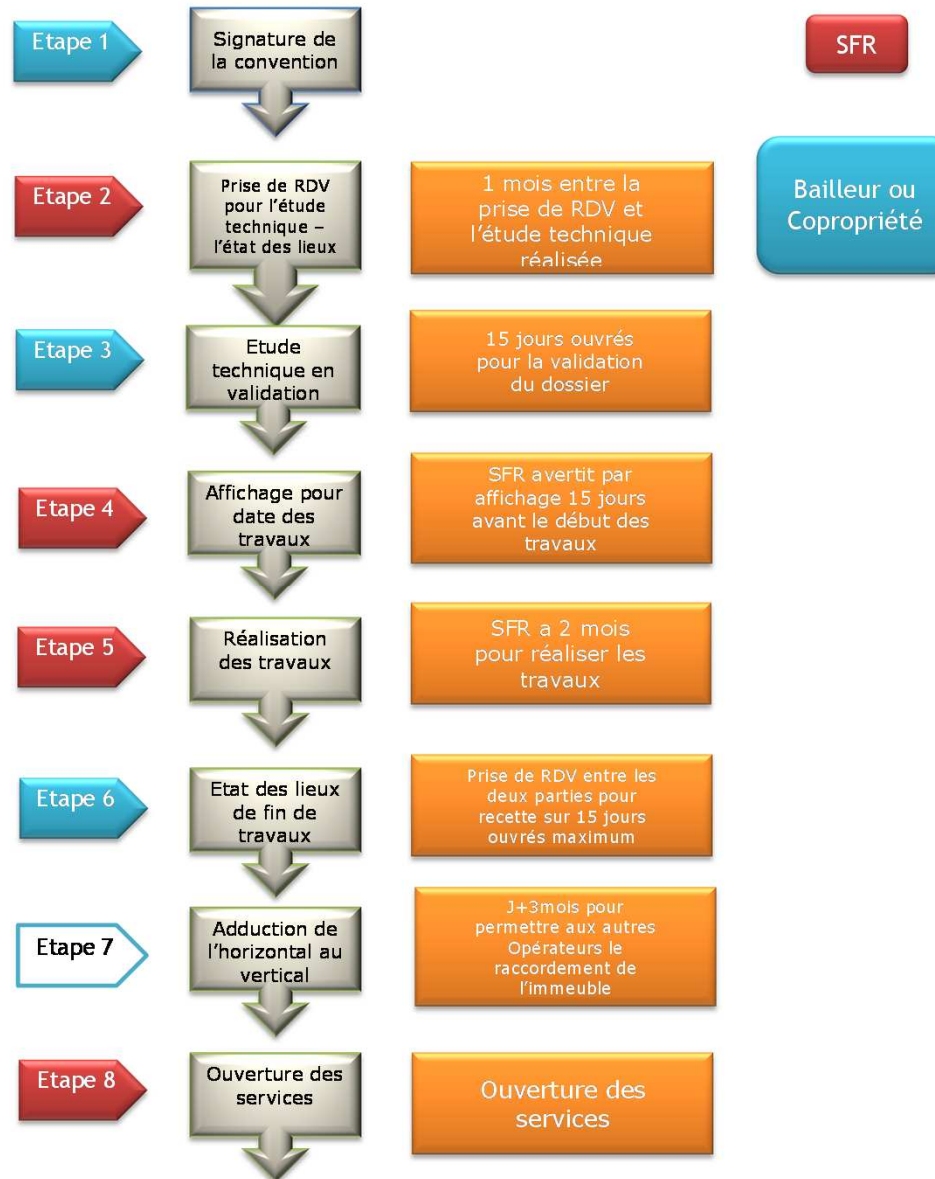 Etape 1
Signature de
la convention
SFR
Bailleur ou
Copropriété
Etape 2
Prise de RDV
pour l'étude
technique –
l'état des lieux
1 mois entre la
prise de RDV et
l'étude technique
réalisée
Etape 3
Etude
technique en
validation
15 jours ouvrés
pour la validation
du dossier
Etape 4
Affichage pour
date des
travaux
SFR avertit par
affichage 15 jours
avant le début des
travaux
Etape 5
Réalisation
des travaux
SFR a 2 mois
pour réaliser les
travaux
Etape 6
Etat des lieux
de fin de
travaux
Prise de RDV entre les
deux parties pour
recette sur 15 jours
ouvrés maximum
Etape 7
Adduction de
l'horizontal au
vertical
J+3mois pour
permettre aux autres
Opérateurs le
raccordement de
l'immeuble
Etape 8
Ouverture des
services
Ouverture des
services